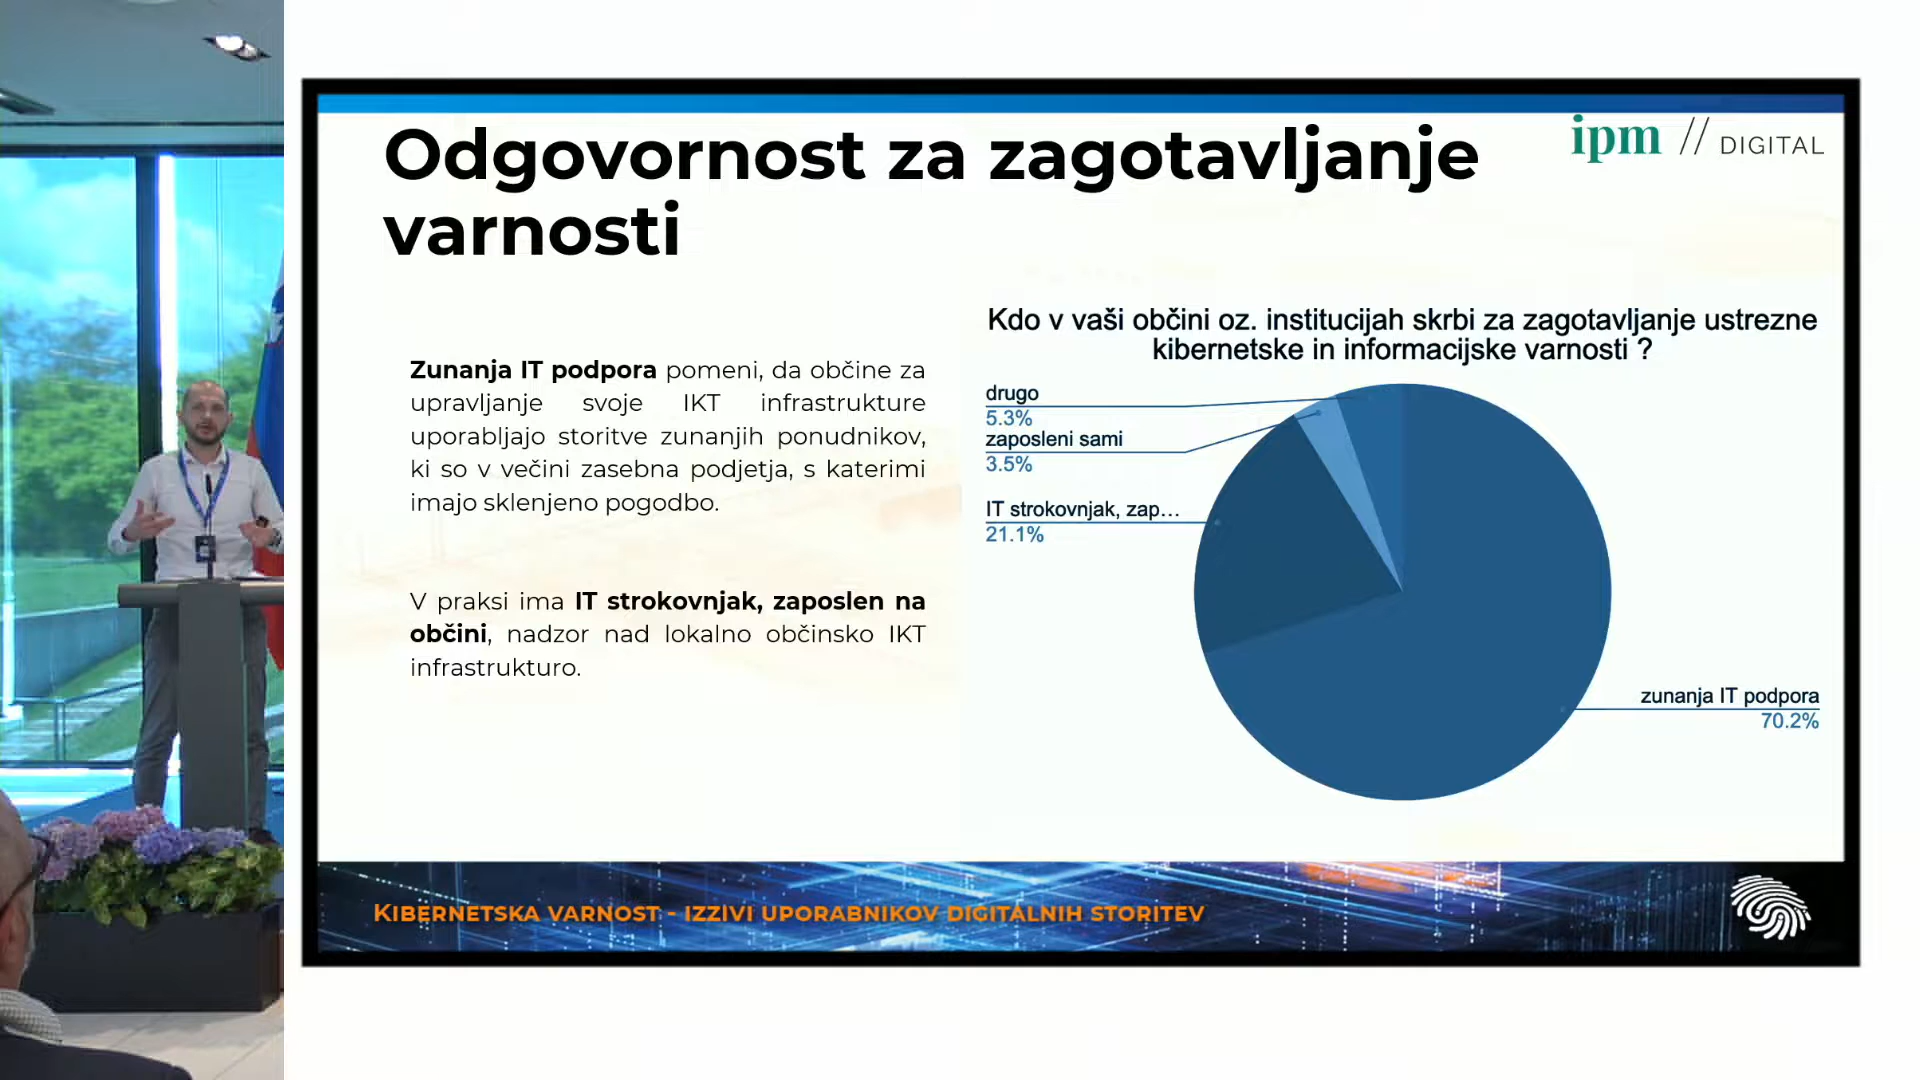 Odgovornost za zagotavljanje
varnosti
ipm // DIGITAL
Zunanja IT podpora pomeni, da občine za
upravljanje svoje IKT infrastrukture
uporabljajo storitve zunanjih ponudnikov,
ki so v večini zasebna podjetja, s katerimi
imajo sklenjeno pogodbo.
V praksi ima IT strokovnjak, zaposlen na
občini, nadzor nad lokalno občinsko IKT
infrastrukturo.
Kdo v vaši občini oz. institucijah skrbi za zagotavljanje ustrezne
kibernetske in informacijske varnosti ?
drugo
5.3%
zaposleni sami
3.5%
IT strokovnjak, zap...
21.1%
zunanja IT podpora
70.2%
KIBERNETSKA VARNOST - IZZIVI UPORABNIKOV DIGITALNIH STORITEV